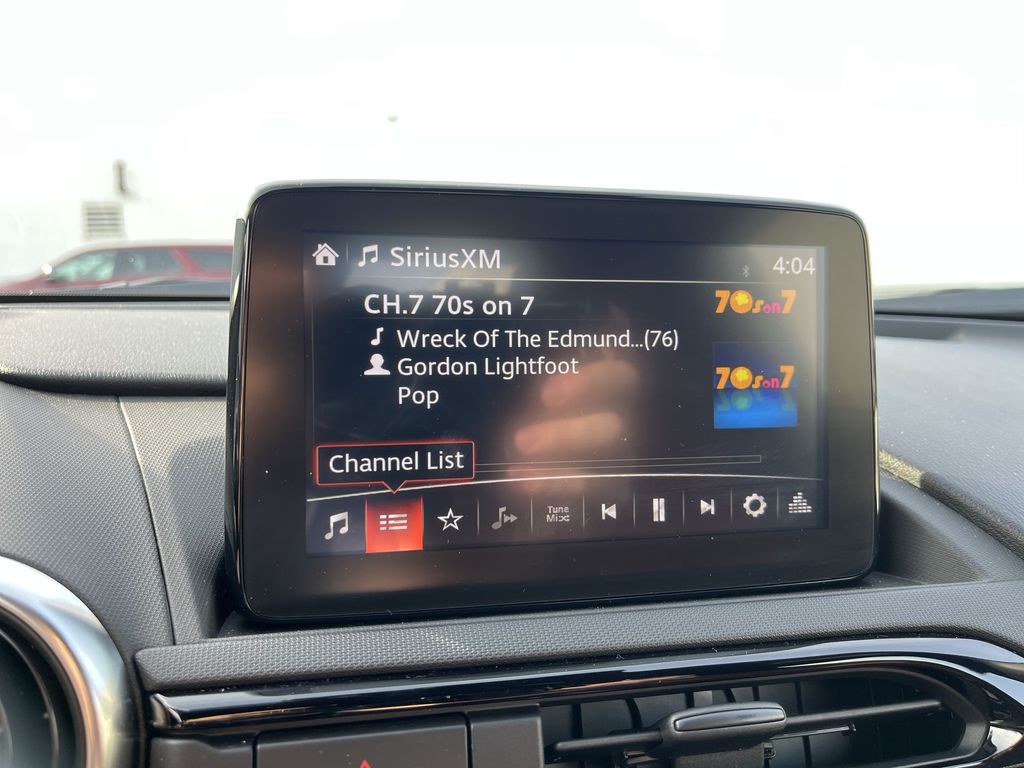 SiriusXM
4:04
CH.7 70s on 7
70s on 7
Wreck Of The Edmund...(76)
Gordon Lightfoot
70s on 7
Pop
Channel List
Tune
Mix